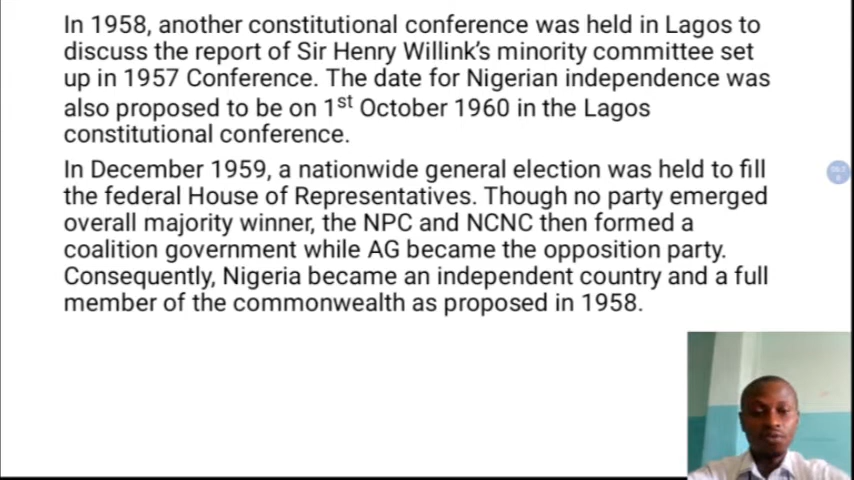 In 1958, another constitutional conference was held in Lagos to
discuss the report of Sir Henry Willink's minority committee set
up in 1957 Conference. The date for Nigerian independence was
also proposed to be on 1st October 1960 in the Lagos
constitutional conference.
In December 1959, a nationwide general election was held to fill
the federal House of Representatives. Though no party emerged
overall majority winner, the NPC and NCNC then formed a
coalition government while AG became the opposition party.
Consequently, Nigeria became an independent country and a full
member of the commonwealth as proposed in 1958.